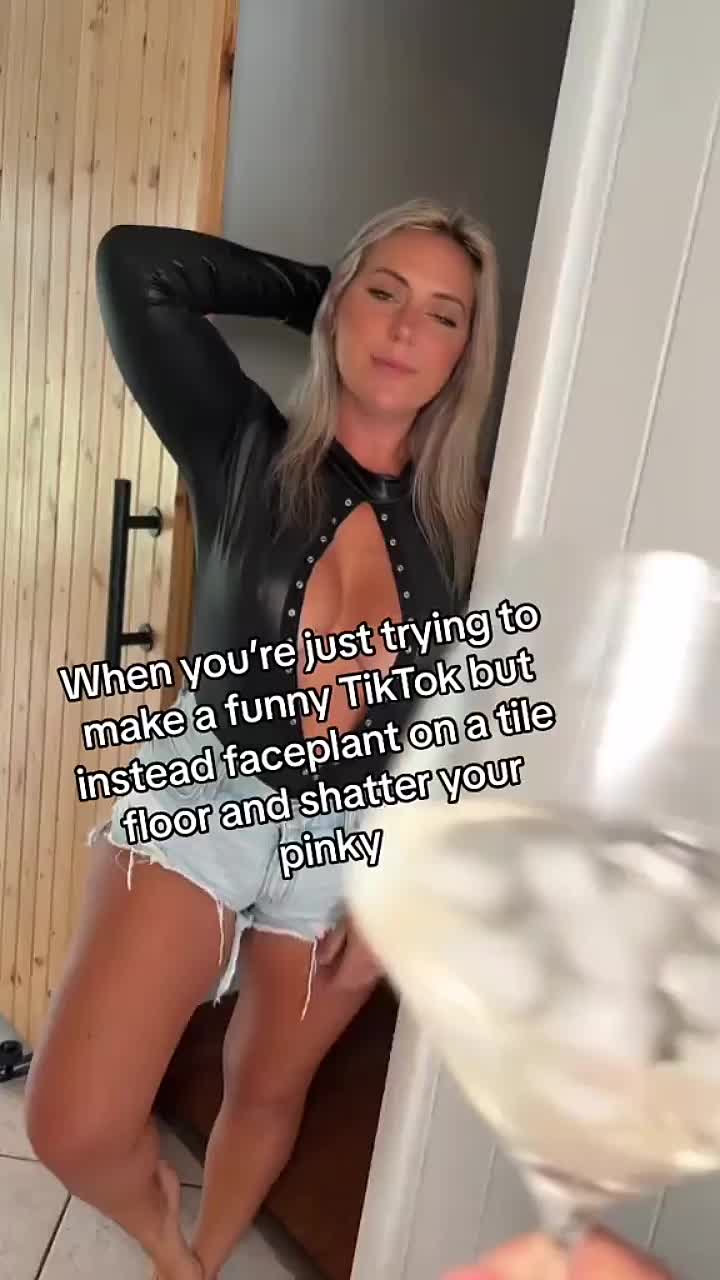 When you're just trying to
make a funny TikTok but
instead faceplant on a tile
floor and shatter your
pinky